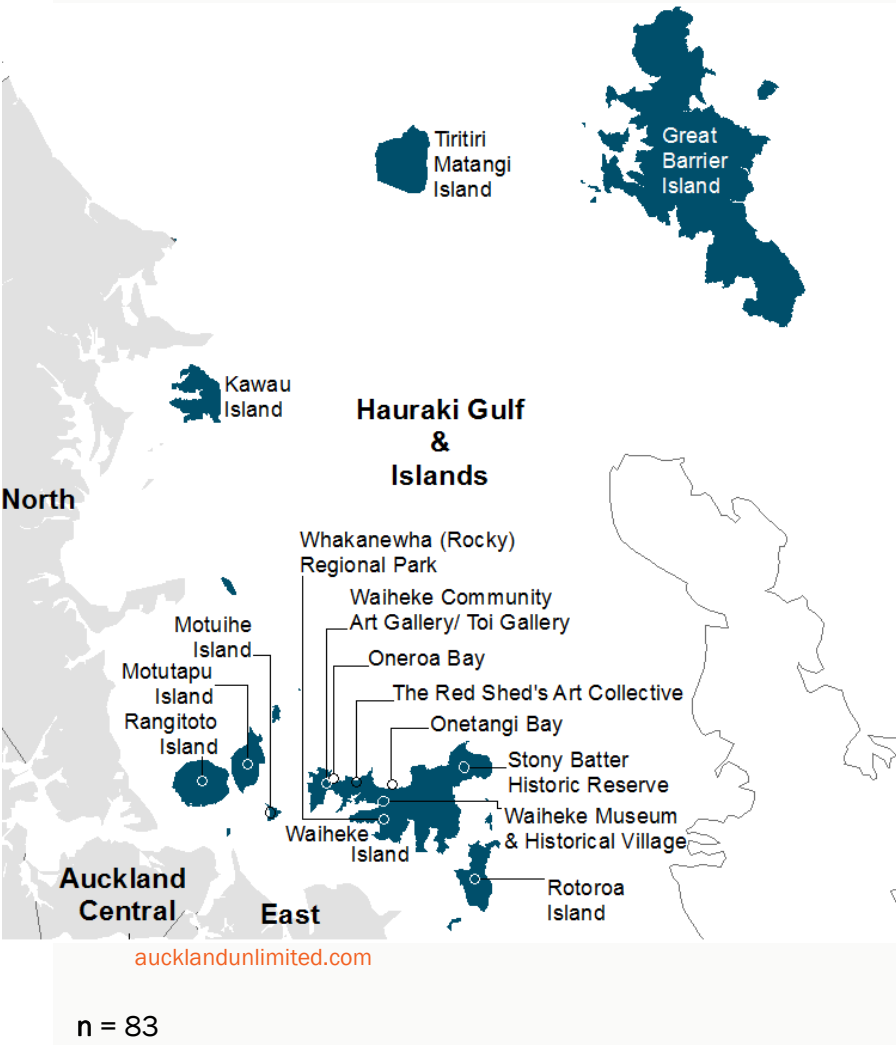 Tiritiri
Matangi
Island
Great
Barrier
Island
Kawau
Island
Hauraki Gulf
&
Islands
North
Whakanewha (Rocky)
Regional Park
Waiheke Community
Art Gallery/ Toi Gallery
Motuihe
Island
Oneroa Bay
Motutapu
Island
The Red Shed's Art Collective
Rangitoto
Island
Onetangi Bay
Stony Batter
Historic Reserve
Waiheke Museum
& Historical Village
Waiheke
Island
Rotoroa
Island
Auckland
Central
East
aucklandunlimited.com
n = 83